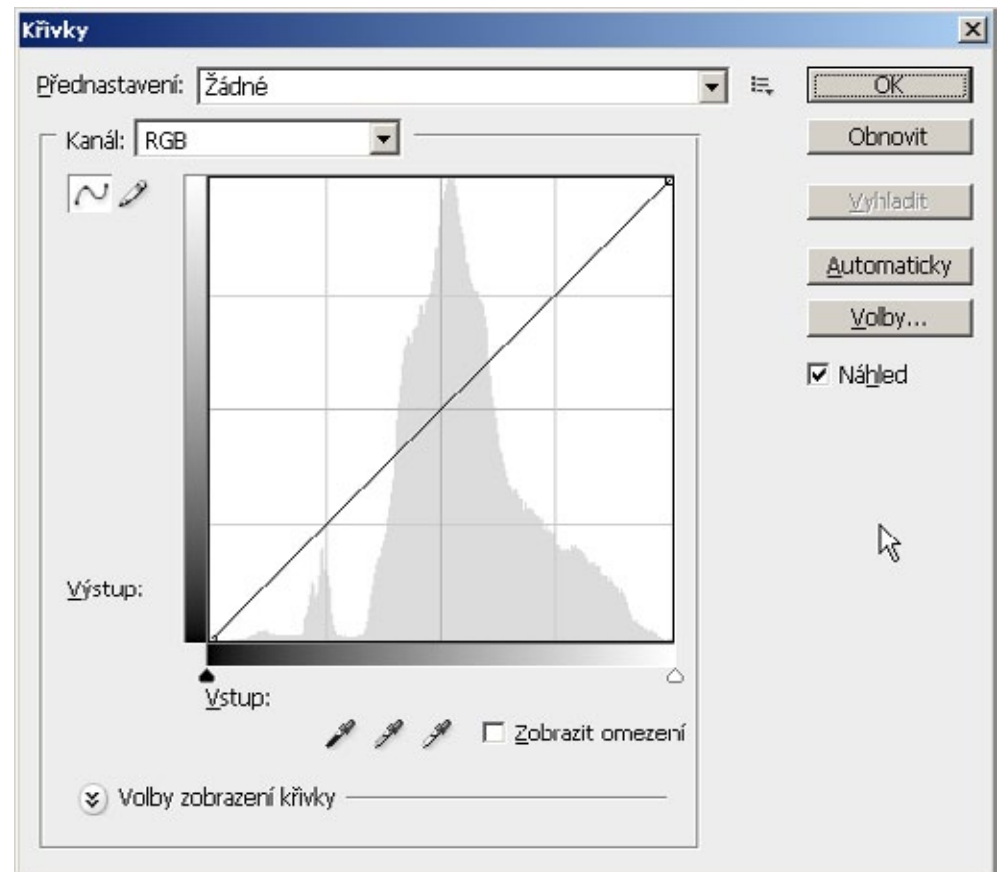 Křivky
Přednastavení: Žádné
OK
Kanál: RGB
Obnovit
Vyhladit
Automaticky
Volby...
Náhled
Výstup:
Vstup:
Zobrazit omezení
Volby zobrazení křivky